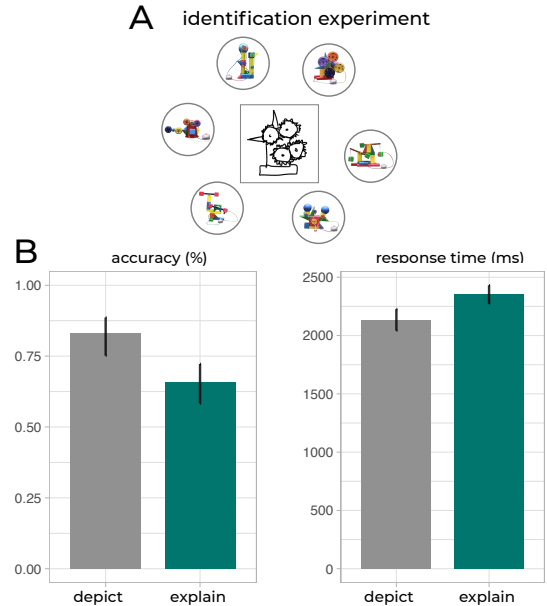 A identification experiment
B
accuracy (%)
1.00
0.75
0.50
0.25
0.00
depict explain
response time (ms)
2500
2000
1500
1000
500
0
depict explain